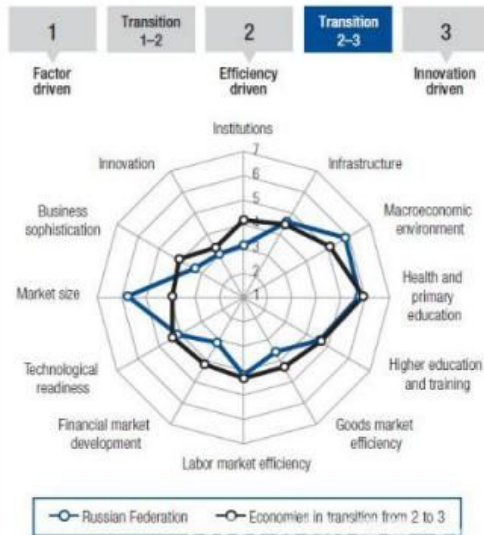 1
Transition
1–2
2
Transition
2–3
3
Factor
driven
Efficiency
driven
Innovation
driven
Institutions
Innovation
7
Infrastructure
6
Business
sophistication
5
Macroeconomic
environment
4
3
2
Market size
1
Health and
primary
education
Technological
readiness
Higher education
and training
Financial market
development
Goods market
efficiency
Labor market efficiency
Russian Federation
Economies in transition from 2 to 3